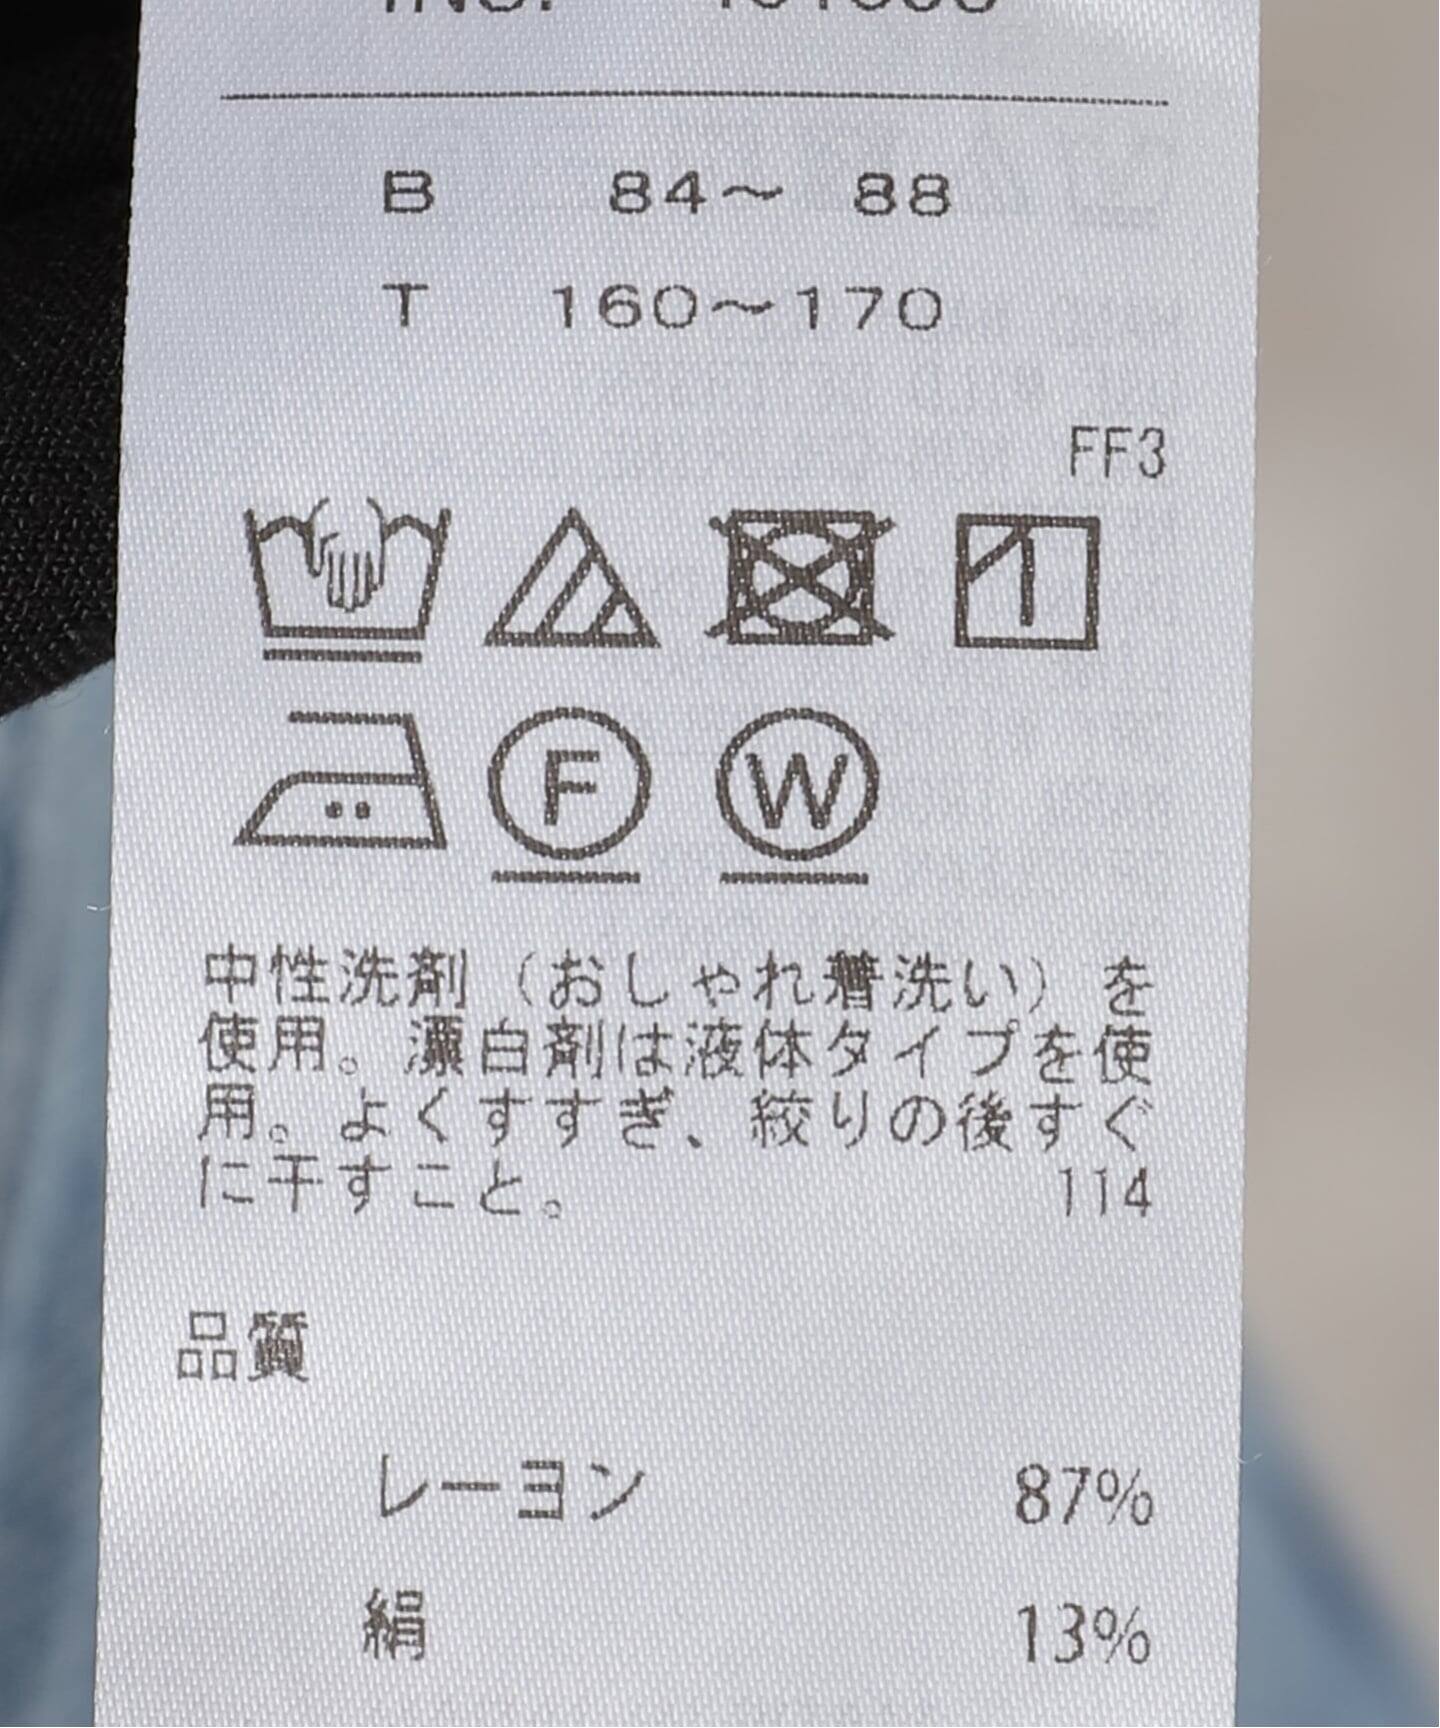 B 84～ 88
T 160～170
FF3
F W
中性洗剤（おしゃれ着洗い）を
使用。漂白剤は液体タイプを使
用。よくすすぎ、絞りの後すぐ
に干すこと。 114
品質
レーヨン 87%
絹 13%